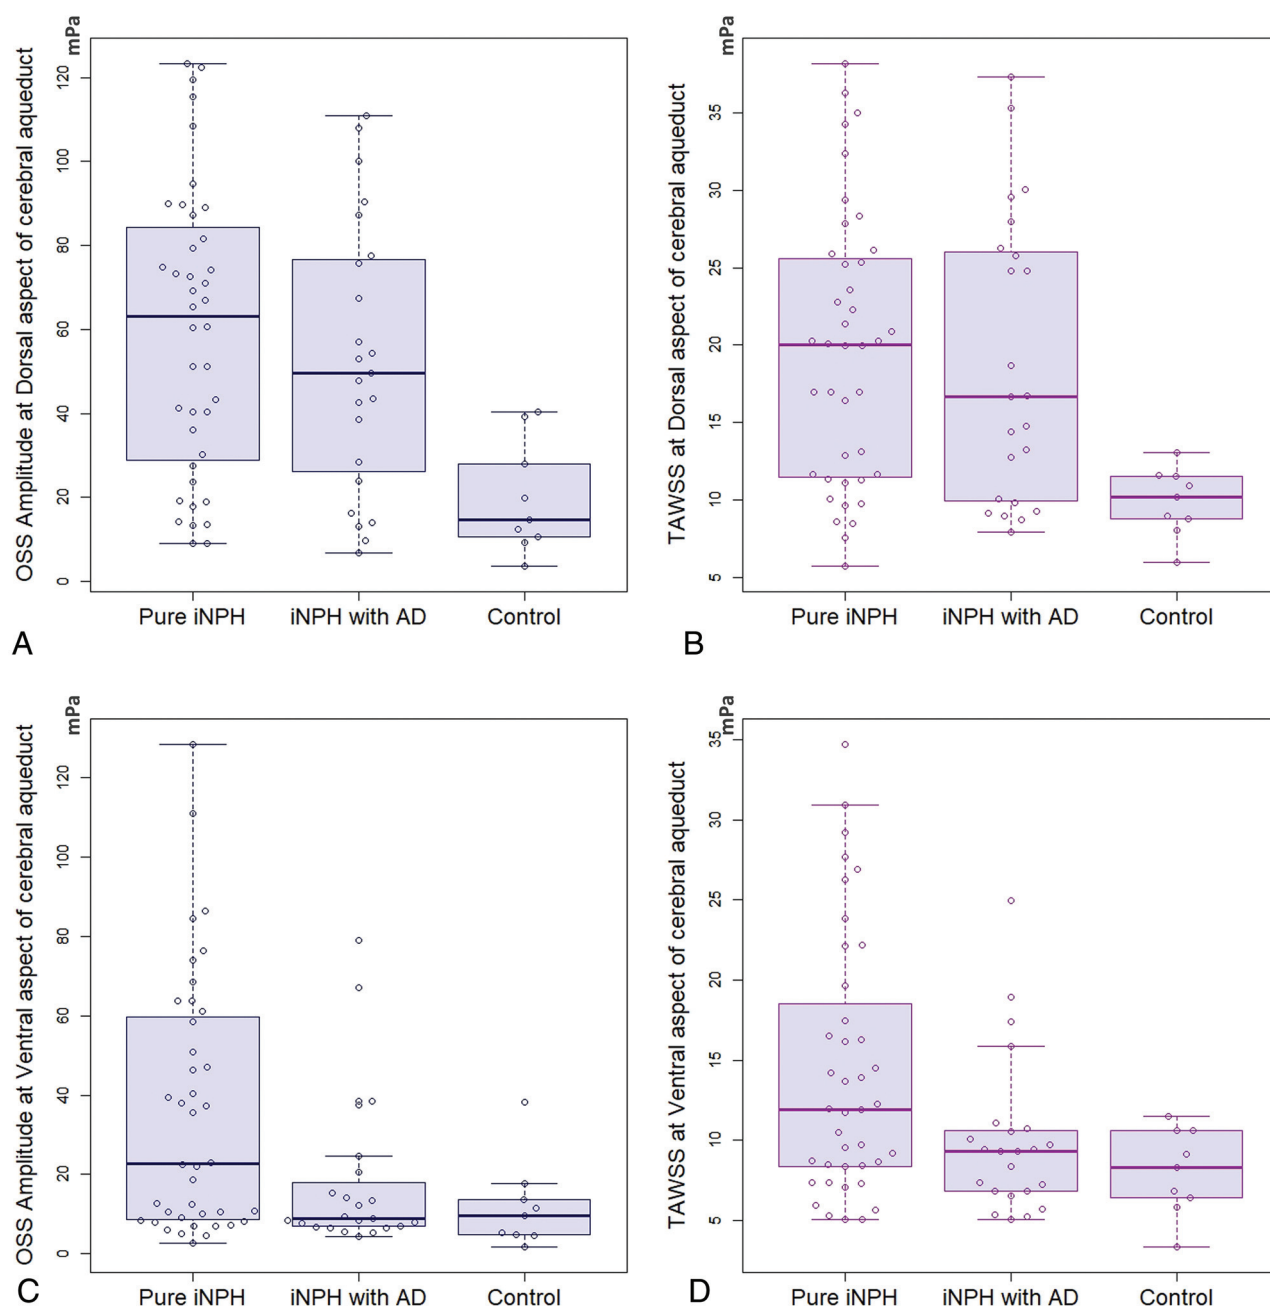 mPa
OSS Amplitude at Dorsal aspect of cerebral aqueduct
120
100
80
60
40
20
0
Pure iNPH iNPH with AD Control
A
mPa
TAWSS at Dorsal aspect of cerebral aqueduct
35
30
25
20
15
10
5
Pure iNPH iNPH with AD Control
B
mPa
OSS Amplitude at Ventral aspect of cerebral aqueduct
120
100
80
60
40
20
0
Pure iNPH iNPH with AD Control
C
mPa
TAWSS at Ventral aspect of cerebral aqueduct
35
30
25
20
15
10
5
Pure iNPH iNPH with AD Control
D